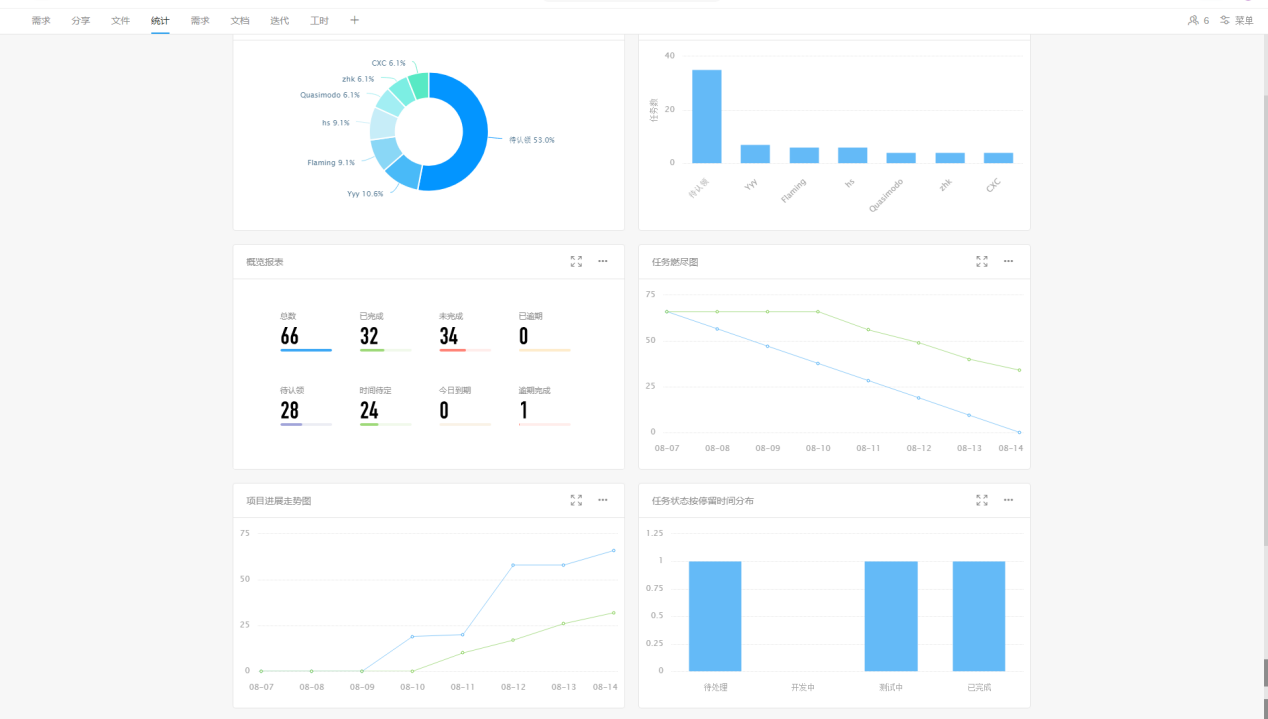 需求 分享 文件 统计 需求 文档 迭代 工时 + 6 菜单
CXC 6.1%
zhk 6.1%
Quasimodo 6.1%
hs 9.1%
Flaming 9.1%
Yyy 10.6%
待认领 53.0%
任务数
40
20
0
待认领 Yyy Flaming hs Quasimodo zhk CXC
概览报表
总数 已完成 未完成 已逾期
66 32 34 0
待认领 时间待定 今日到期 逾期完成
28 24 0 1
任务燃尽图
75
50
25
0
08-07 08-08 08-09 08-10 08-11 08-12 08-13 08-14
项目进展走势图
75
50
25
0
08-07 08-08 08-09 08-10 08-11 08-12 08-13 08-14
任务状态按停留时间分布
1.25
1
0.75
0.5
0.25
0
待处理 开发中 测试中 已完成